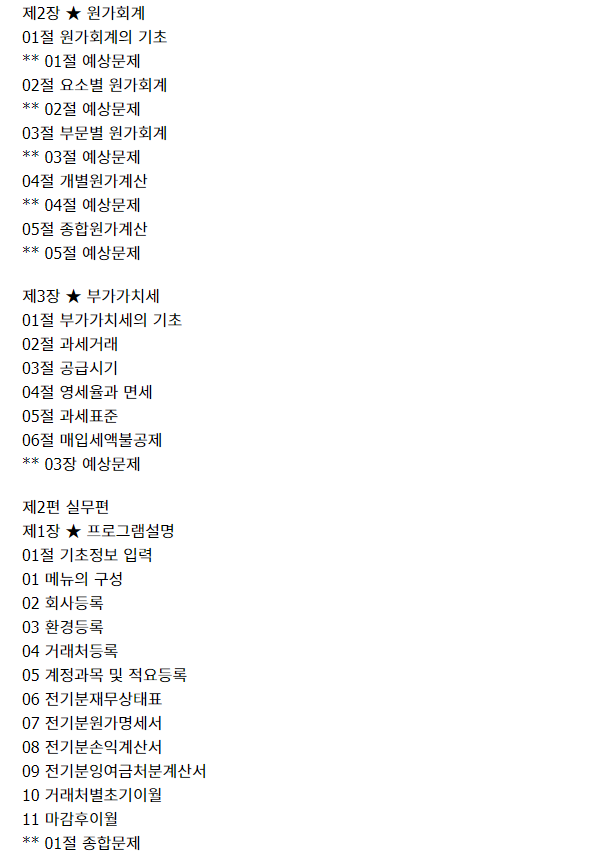 제2장 ★ 원가회계
01절 원가회계의 기초
** 01절 예상문제
02절 요소별 원가회계
** 02절 예상문제
03절 부문별 원가회계
** 03절 예상문제
04절 개별원가계산
** 04절 예상문제
05절 종합원가계산
** 05절 예상문제
제3장 ★ 부가가치세
01절 부가가치세의 기초
02절 과세거래
03절 공급시기
04절 영세율과 면세
05절 과세표준
06절 매입세액불공제
** 03장 예상문제
제2편 실무편
제1장 ★ 프로그램설명
01절 기초정보 입력
01 메뉴의 구성
02 회사등록
03 환경등록
04 거래처등록
05 계정과목 및 적요등록
06 전기분재무상태표
07 전기분원가명세서
08 전기분손익계산서
09 전기분잉여금처분계산서
10 거래처별초기이월
11 마감후이월
** 01절 종합문제